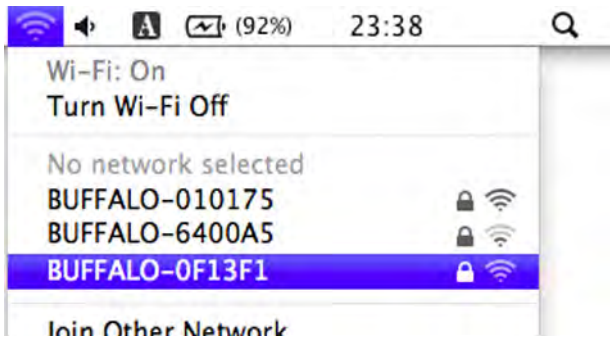 A (92%) 23:38
Wi-Fi: On
Turn Wi-Fi Off
No network selected
BUFFALO-010175
BUFFALO-6400A5
BUFFALO-0F13F1
Join Other Network